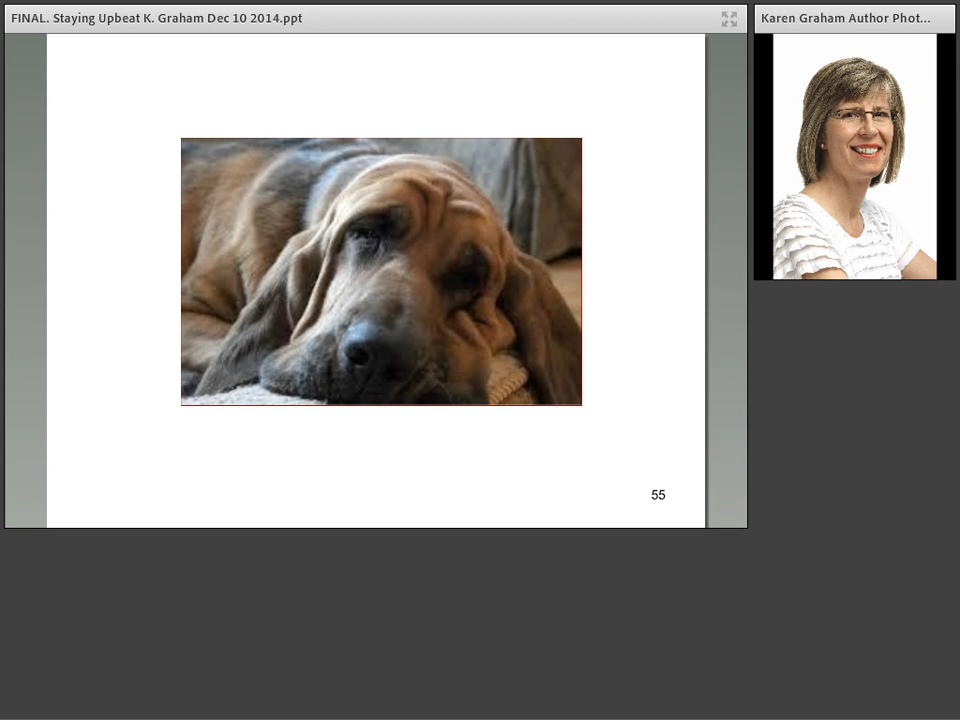 FINAL. Staying Upbeat K. Graham Dec 10 2014.ppt
Karen Graham Author Phot...
55